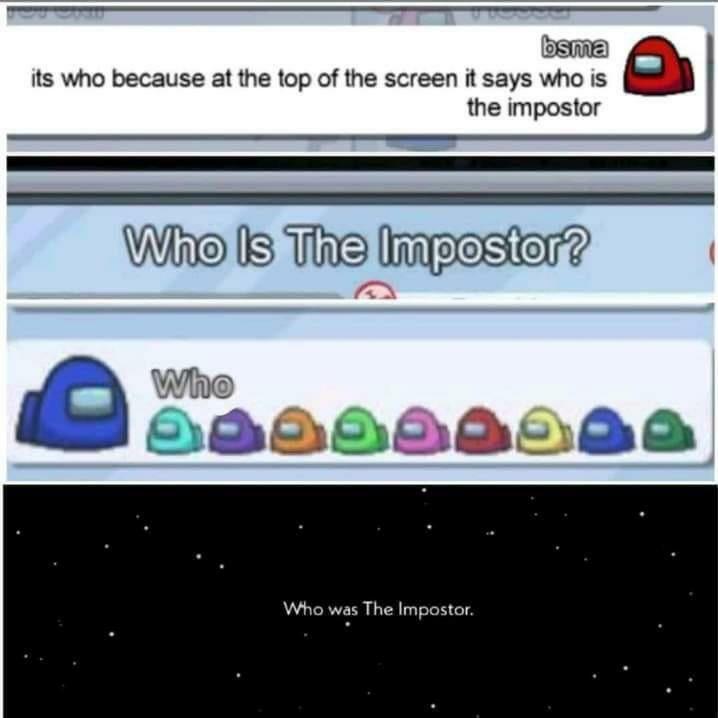 bsma
its who because at the top of the screen it says who is
the impostor
Who Is The Impostor?
Who
Who was The Impostor.